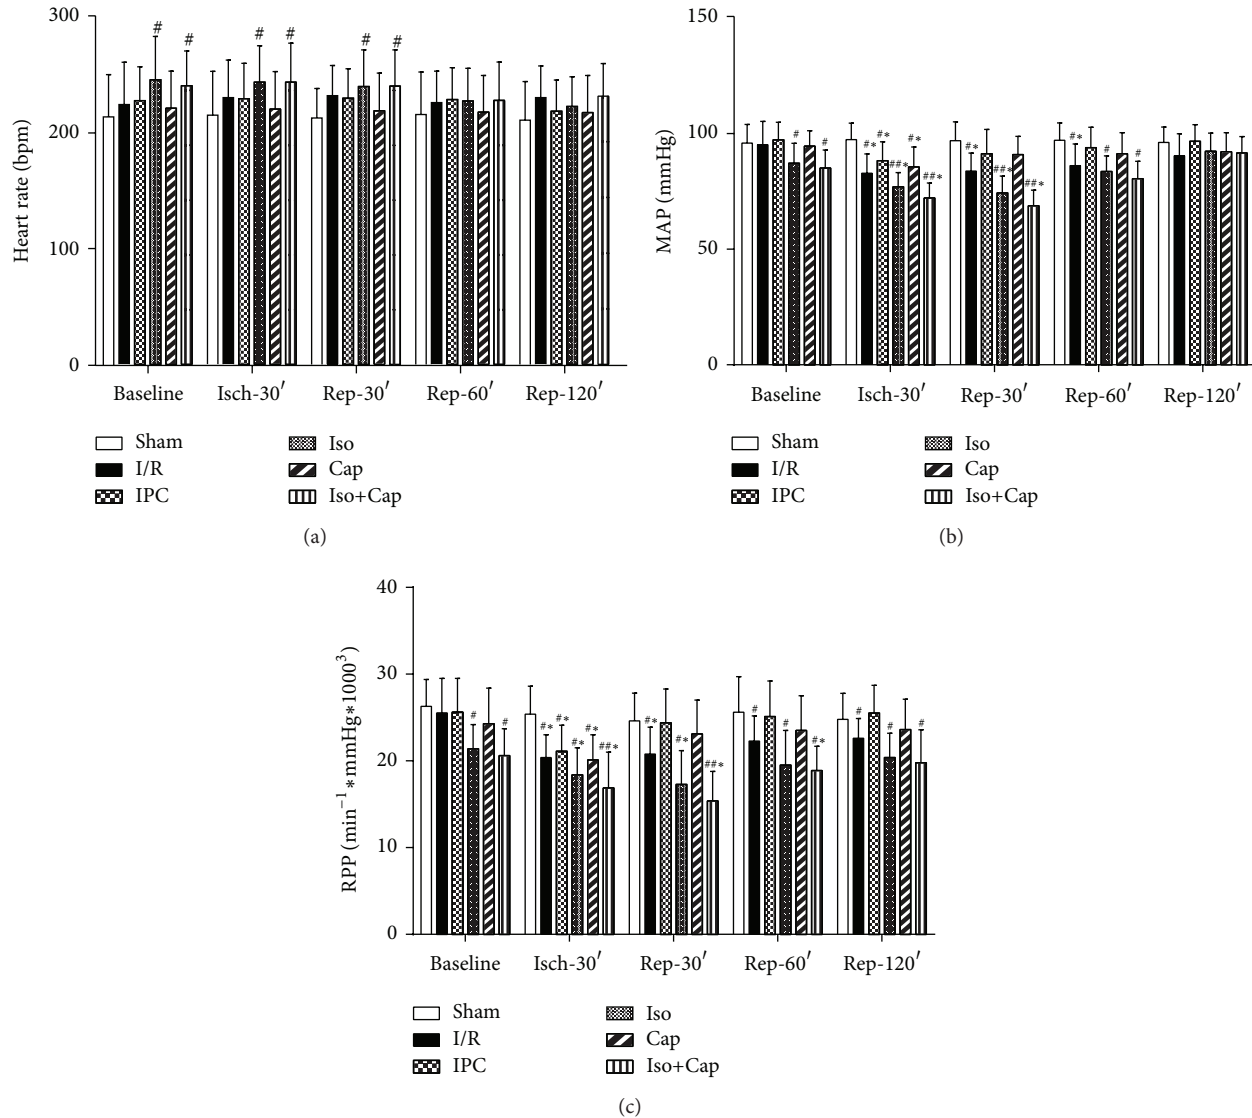 300
200
100
0
Heart rate (bpm)
# # # # # #
Baseline Isch-30′ Rep-30′ Rep-60′ Rep-120′
Sham Iso
I/R Cap
IPC Iso+Cap
(a)
150
100
50
0
MAP (mmHg)
# # #* #* ##* #* ##* #* ##* ##* #* # #
Baseline Isch-30′ Rep-30′ Rep-60′ Rep-120′
Sham Iso
I/R Cap
IPC Iso+Cap
(b)
40
30
20
10
0
RPP (min⁻¹∗mmHg∗1000³)
# # #* #* #* #* ##* #* #* ##* # # #* # # #
Baseline Isch-30′ Rep-30′ Rep-60′ Rep-120′
Sham Iso
I/R Cap
IPC Iso+Cap
(c)